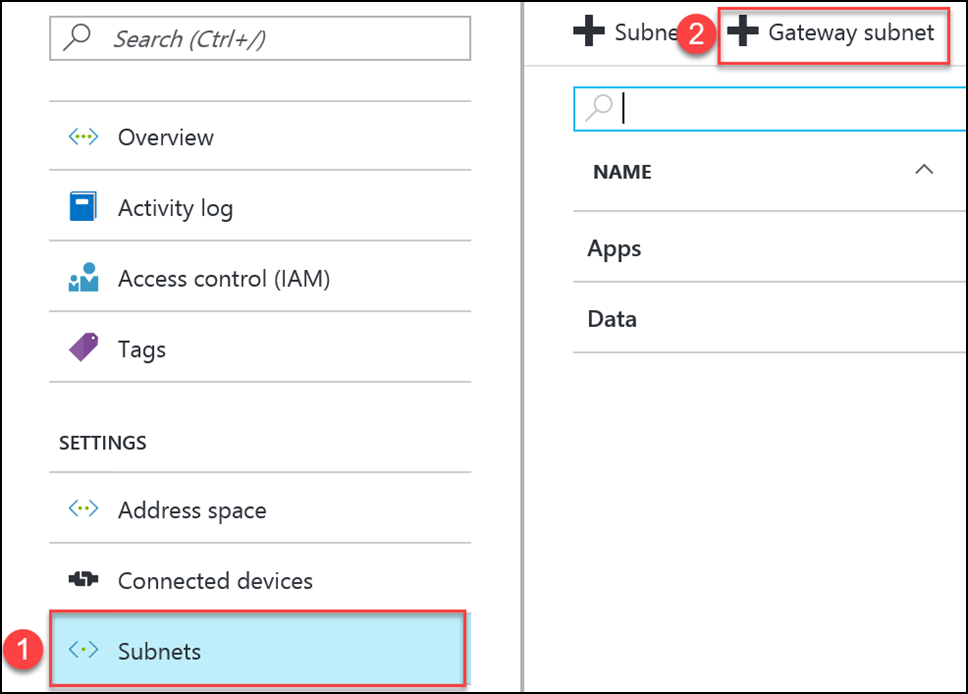 Search (Ctrl+/)
Overview
Activity log
Access control (IAM)
Tags
SETTINGS
Address space
Connected devices
1
Subnets
2
Gateway subnet
NAME
Apps
Data